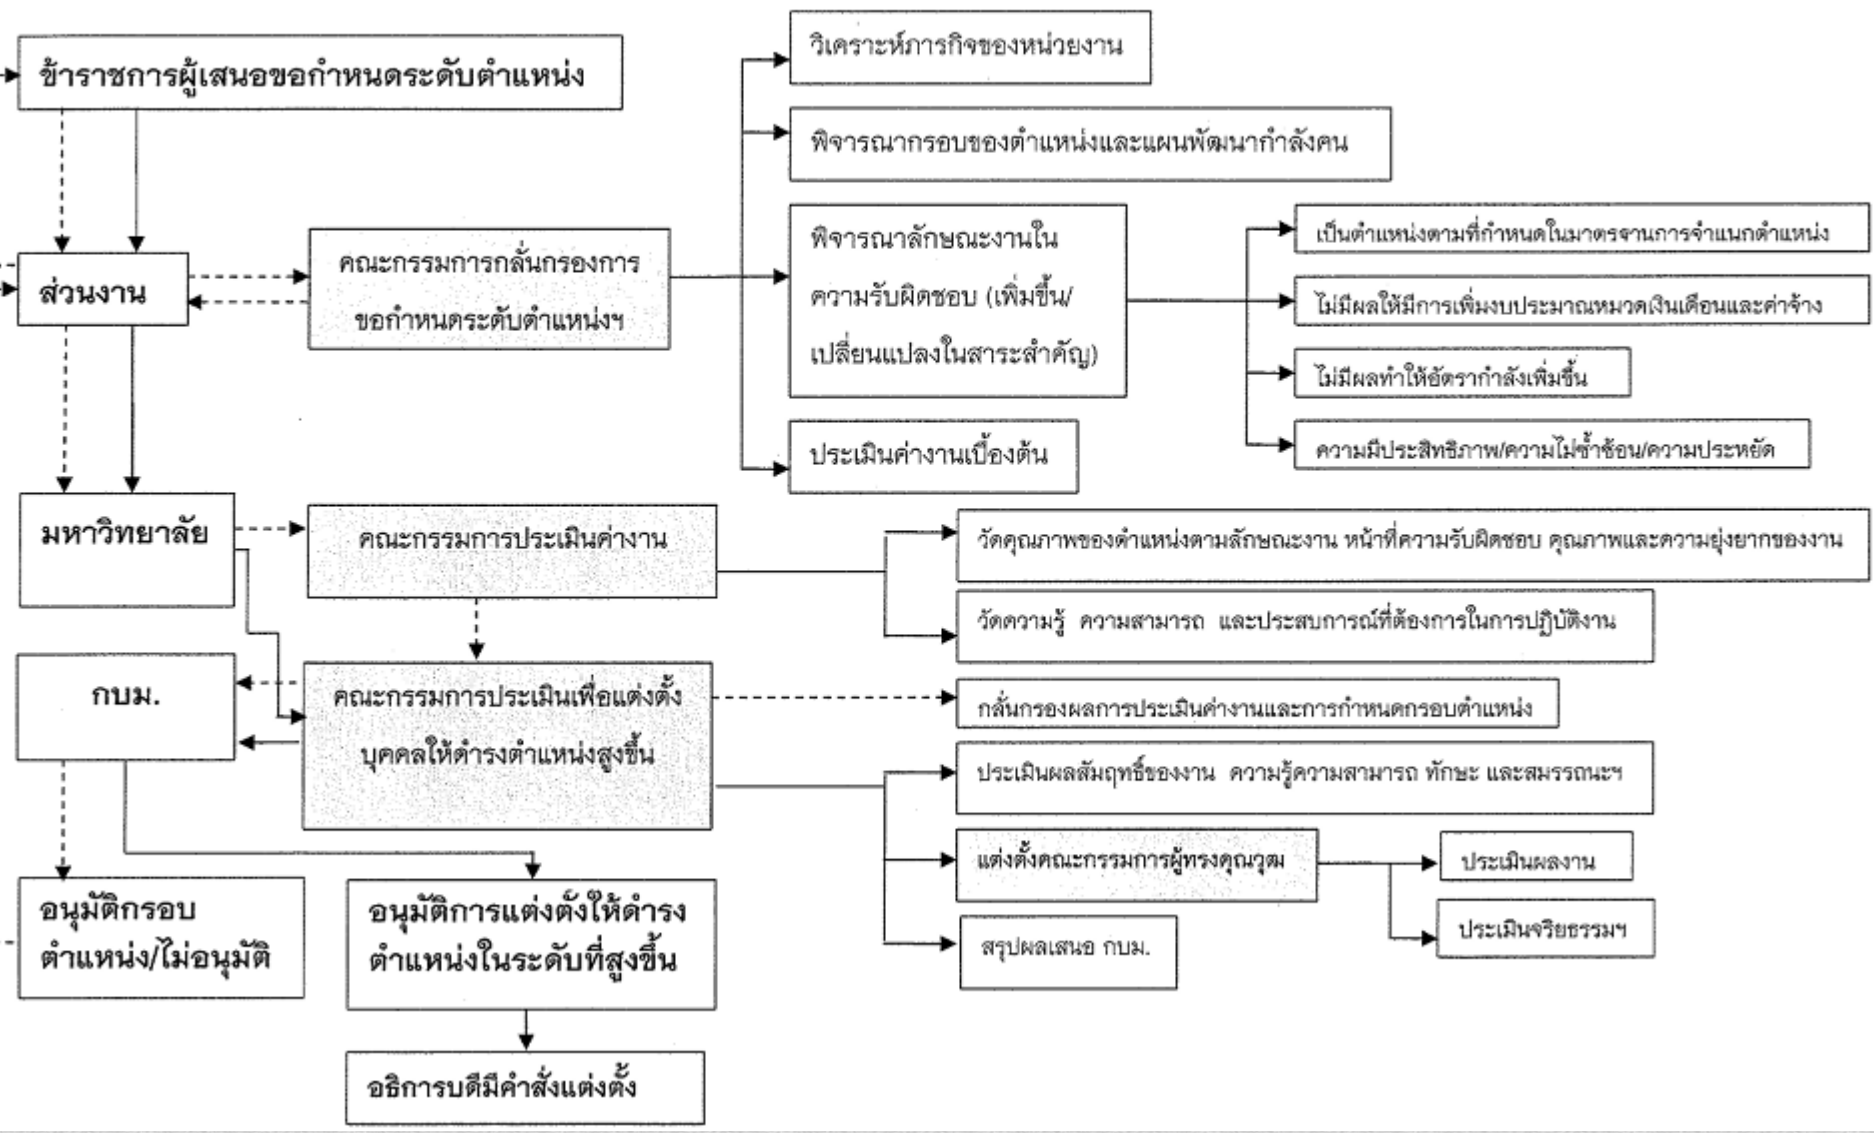 ข้าราชการผู้เสนอขอกำหนดระดับตำแหน่ง
วิเคราะห์ภารกิจของหน่วยงาน
พิจารณากรอบของตำแหน่งและแผนพัฒนากำลังคน
ส่วนงาน
คณะกรรมการกลั่นกรองการ
ขอกำหนดระดับตำแหน่งฯ
พิจารณาลักษณะงานใน
ความรับผิดชอบ (เพิ่มขึ้น/
เปลี่ยนแปลงในสาระสำคัญ)
เป็นตำแหน่งตามที่กำหนดในมาตรฐานการจำแนกตำแหน่ง
ไม่มีผลให้มีการเพิ่มงบประมาณหมวดเงินเดือนและค่าจ้าง
ไม่มีผลทำให้อัตรากำลังเพิ่มขึ้น
ความมีประสิทธิภาพ/ความไม่ซ้ำซ้อน/ความประหยัด
ประเมินค่างานเบื้องต้น
มหาวิทยาลัย
คณะกรรมการประเมินค่างาน
วัดคุณภาพของตำแหน่งตามลักษณะงาน หน้าที่ความรับผิดชอบ คุณภาพและความยุ่งยากของงาน
วัดความรู้ ความสามารถ และประสบการณ์ที่ต้องการในการปฏิบัติงาน
กบม.
คณะกรรมการประเมินเพื่อแต่งตั้ง
บุคคลให้ดำรงตำแหน่งสูงขึ้น
กลั่นกรองผลการประเมินค่างานและการกำหนดกรอบตำแหน่ง
ประเมินผลสัมฤทธิ์ของงาน ความรู้ความสามารถ ทักษะ และสมรรถนะฯ
แต่งตั้งคณะกรรมการผู้ทรงคุณวุฒ
ประเมินผลงาน
ประเมินจริยธรรมฯ
สรุปผลเสนอ กบม.
อนุมัติกรอบ
ตำแหน่ง/ไม่อนุมัติ
อนุมัติการแต่งตั้งให้ดำรง
ตำแหน่งในระดับที่สูงขึ้น
อธิการบดีมีคำสั่งแต่งตั้ง